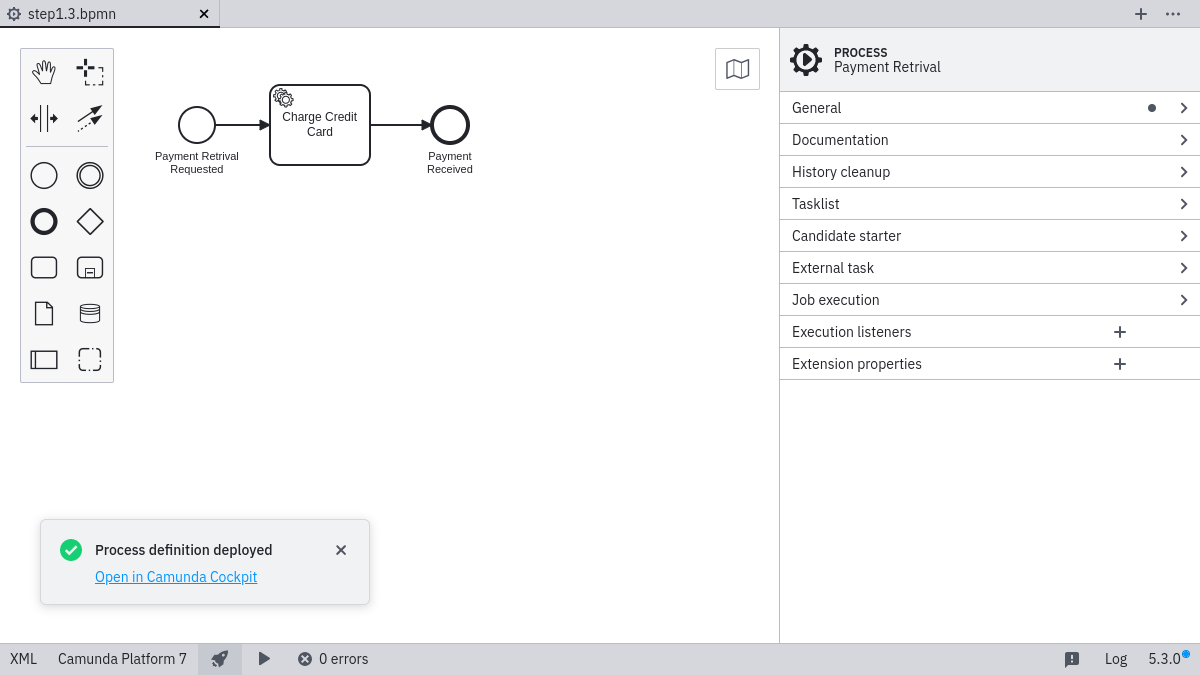 step1.3.bpmn
Charge Credit
Card
Payment Retrival
Requested
Payment
Received
PROCESS
Payment Retrival
General
Documentation
History cleanup
Tasklist
Candidate starter
External task
Job execution
Execution listeners
Extension properties
Process definition deployed
Open in Camunda Cockpit
XML Camunda Platform 7 0 errors Log 5.3.0